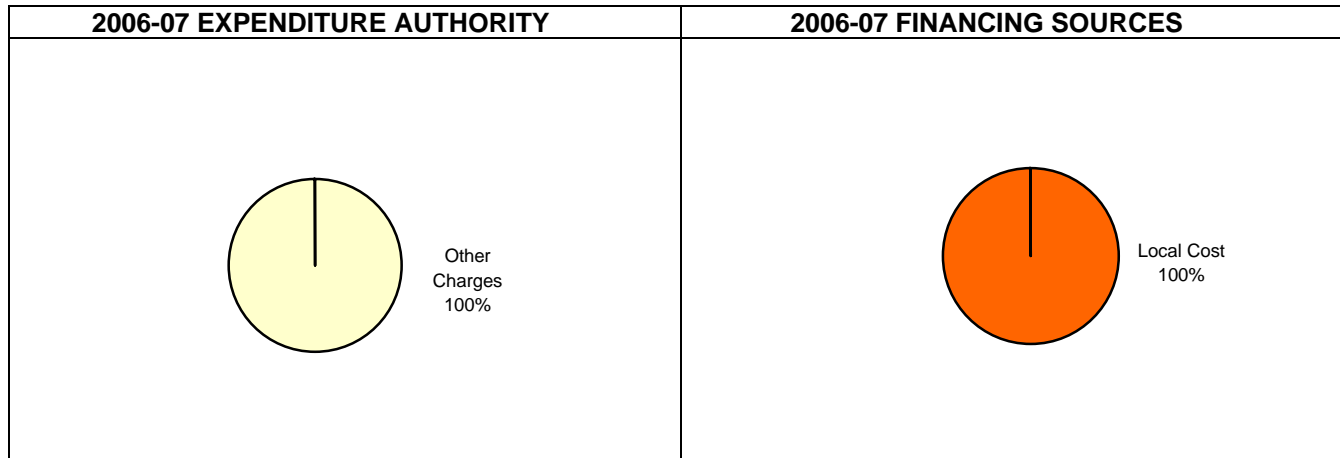 2006-07 EXPENDITURE AUTHORITY
2006-07 FINANCING SOURCES
Other
Charges
100%
Local Cost
100%